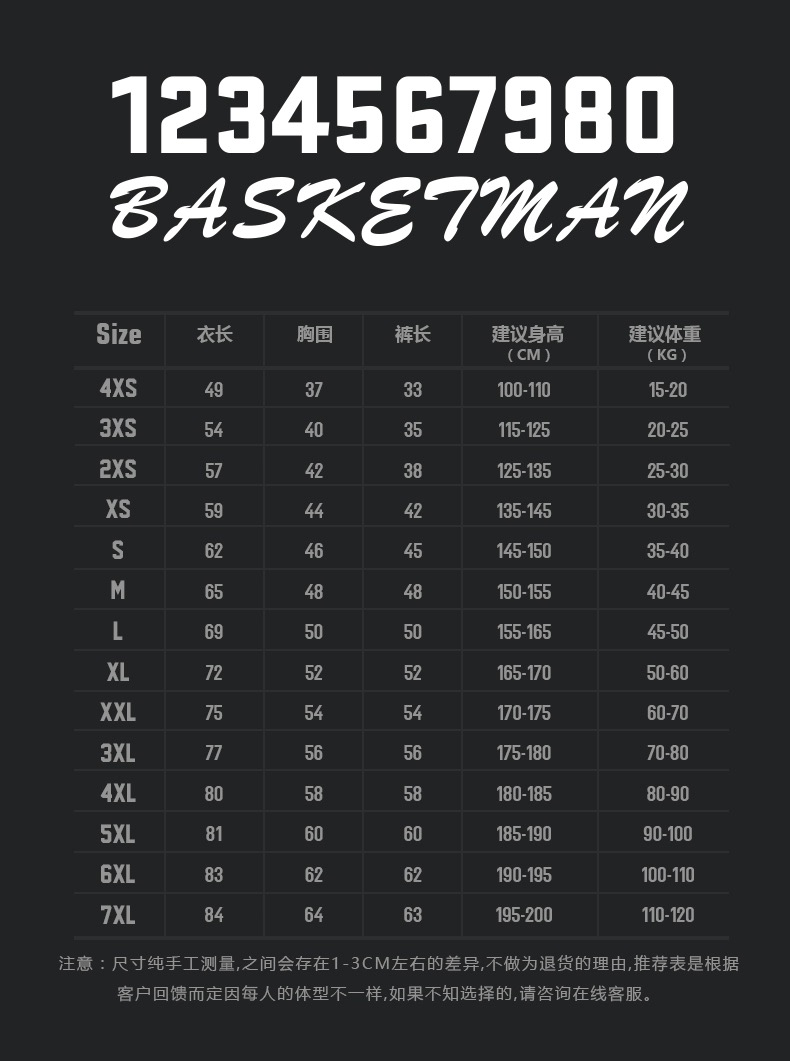 1234567980
BASKETMAN
Size 衣长 胸围 裤长 建议身高 建议体重
（CM） （KG）
4XS 49 37 33 100-110 15-20
3XS 54 40 35 115-125 20-25
2XS 57 42 38 125-135 25-30
XS 59 44 42 135-145 30-35
S 62 46 45 145-150 35-40
M 65 48 48 150-155 40-45
L 69 50 50 155-165 45-50
XL 72 52 52 165-170 50-60
XXL 75 54 54 170-175 60-70
3XL 77 56 56 175-180 70-80
4XL 80 58 58 180-185 80-90
5XL 81 60 60 185-190 90-100
6XL 83 62 62 190-195 100-110
7XL 84 64 63 195-200 110-120
注意：尺寸纯手工测量,之间会存在1-3CM左右的差异,不做为退货的理由,推荐表是根据
客户回馈而定因每人的体型不一样,如果不知选择的,请咨询在线客服。